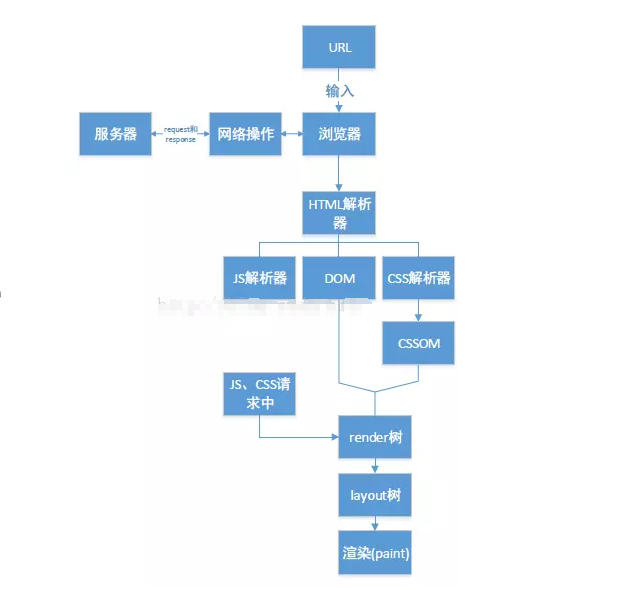 URL
输入
服务器
request和
response
网络操作
浏览器
HTML解析
器
JS解析器
DOM
CSS解析器
CSSOM
JS、CSS请
求中
render树
layout树
渲染(paint)